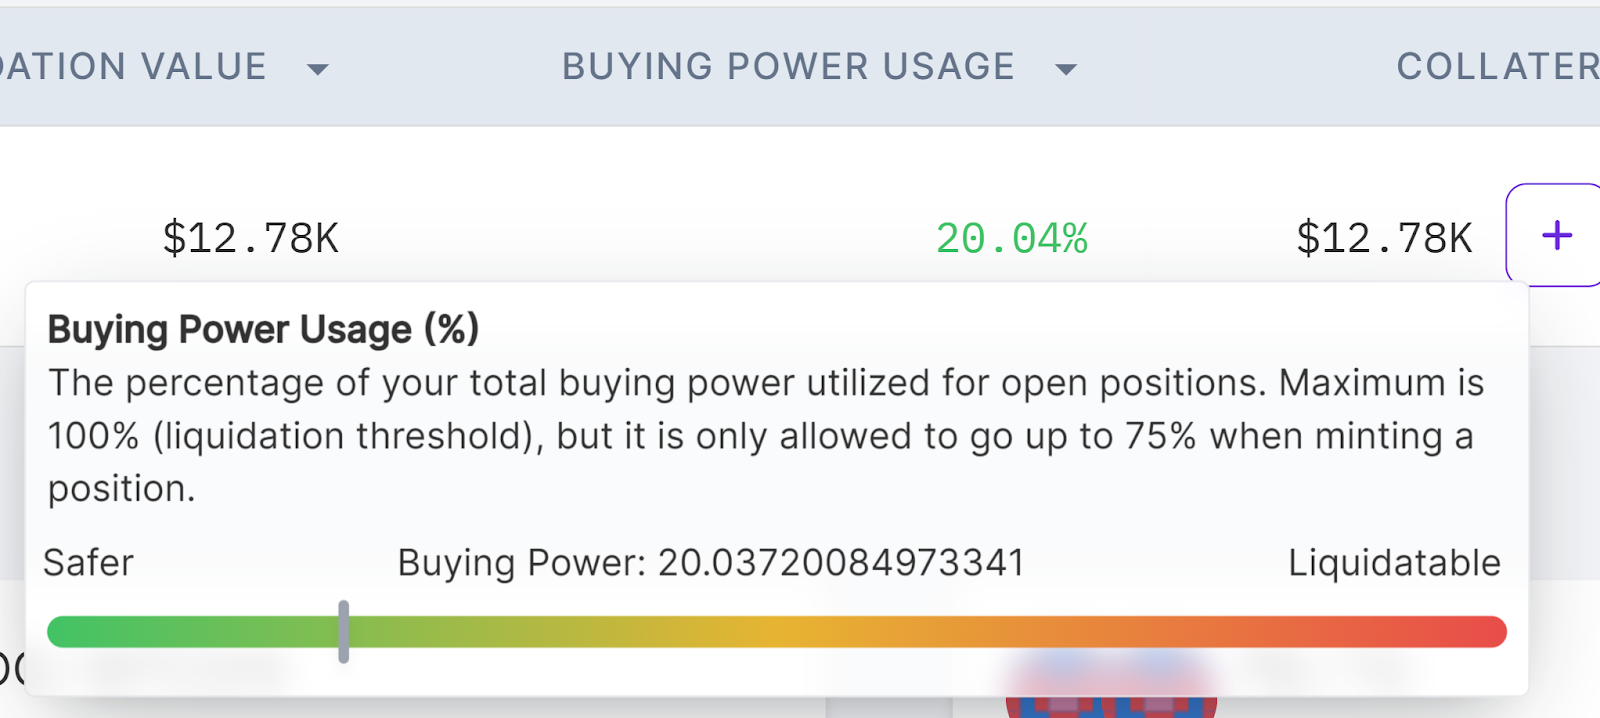 DATION VALUE BUYING POWER USAGE COLLATER
$12.78K 20.04% $12.78K +
Buying Power Usage (%)
The percentage of your total buying power utilized for open positions. Maximum is
100% (liquidation threshold), but it is only allowed to go up to 75% when minting a
position.
Safer Buying Power: 20.03720084973341 Liquidatable